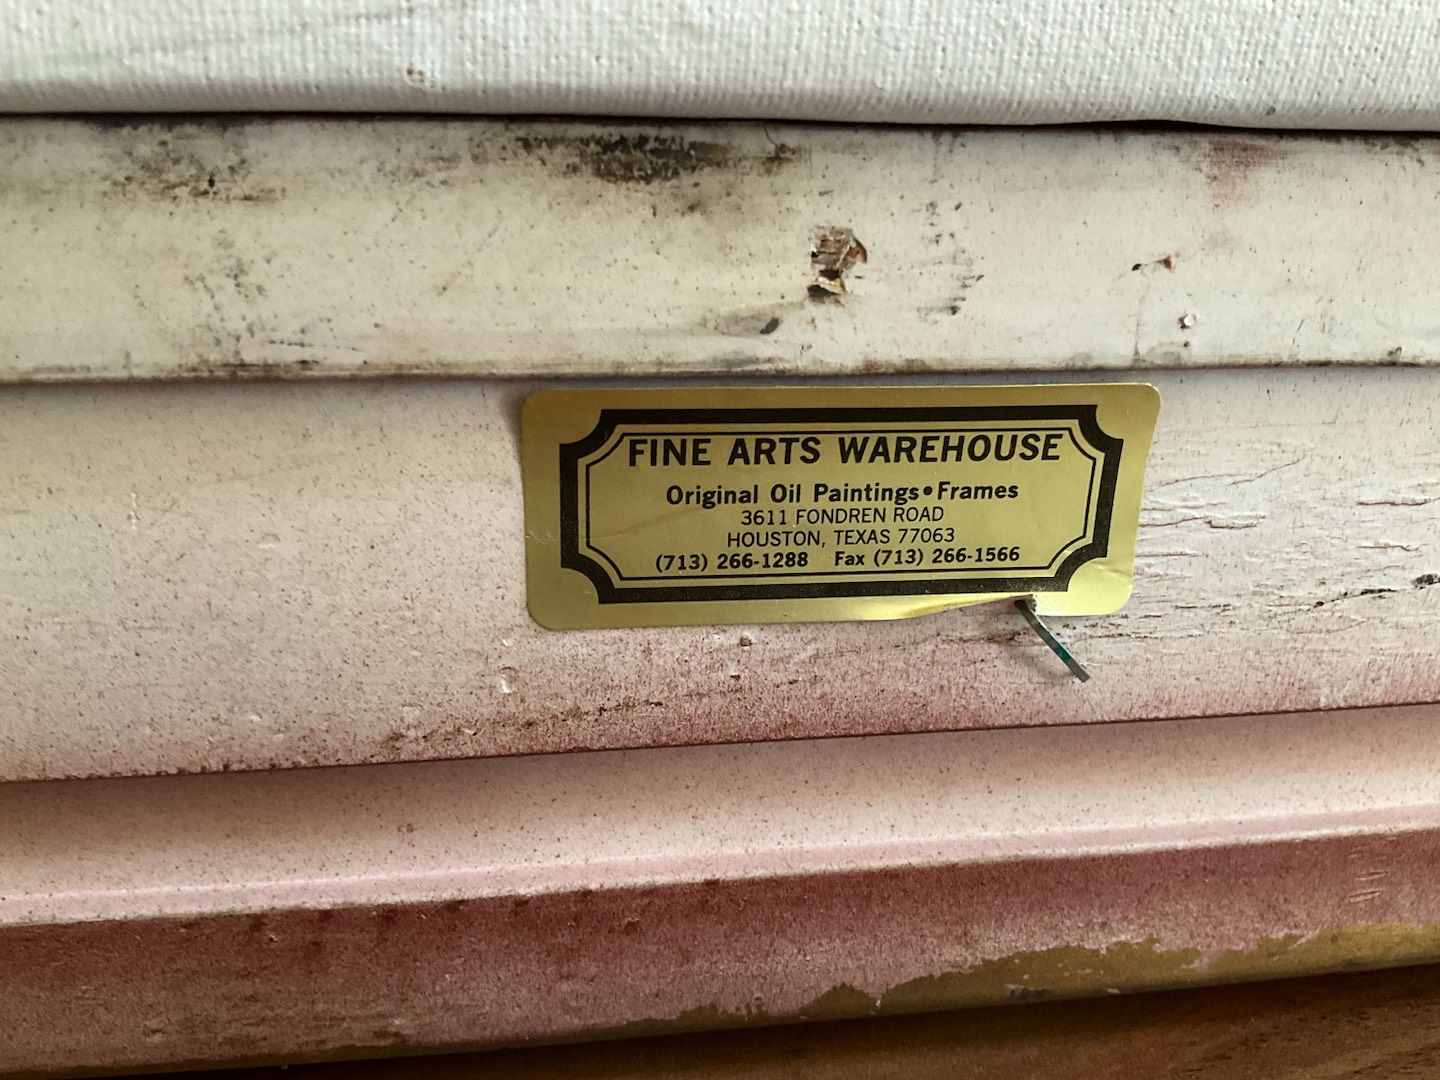 FINE ARTS WAREHOUSE
Original Oil Paintings•Frames
3611 FONDREN ROAD
HOUSTON, TEXAS 77063
(713) 266-1288 Fax (713) 266-1566